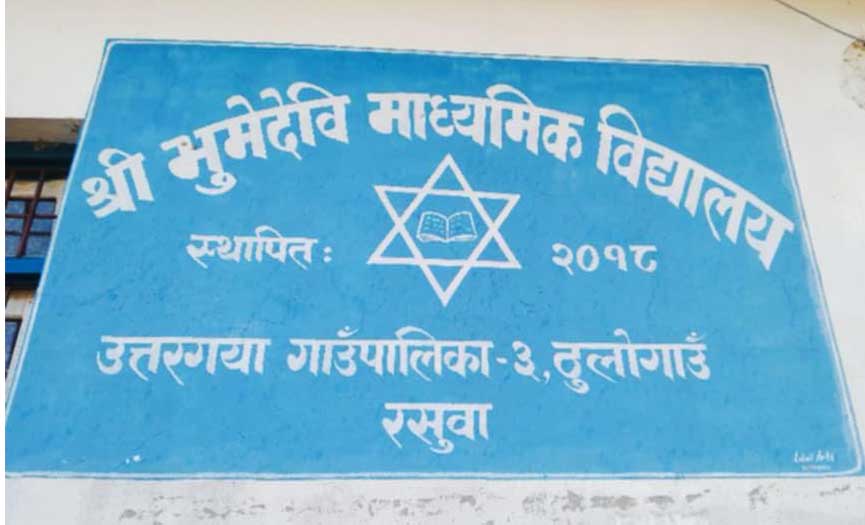 श्री भुमेदेवि माध्यमिक विद्यालय
स्थापित: २०१८
उत्तरगया गाउँपालिका-३, ठुलोगाउँ
रसुवा